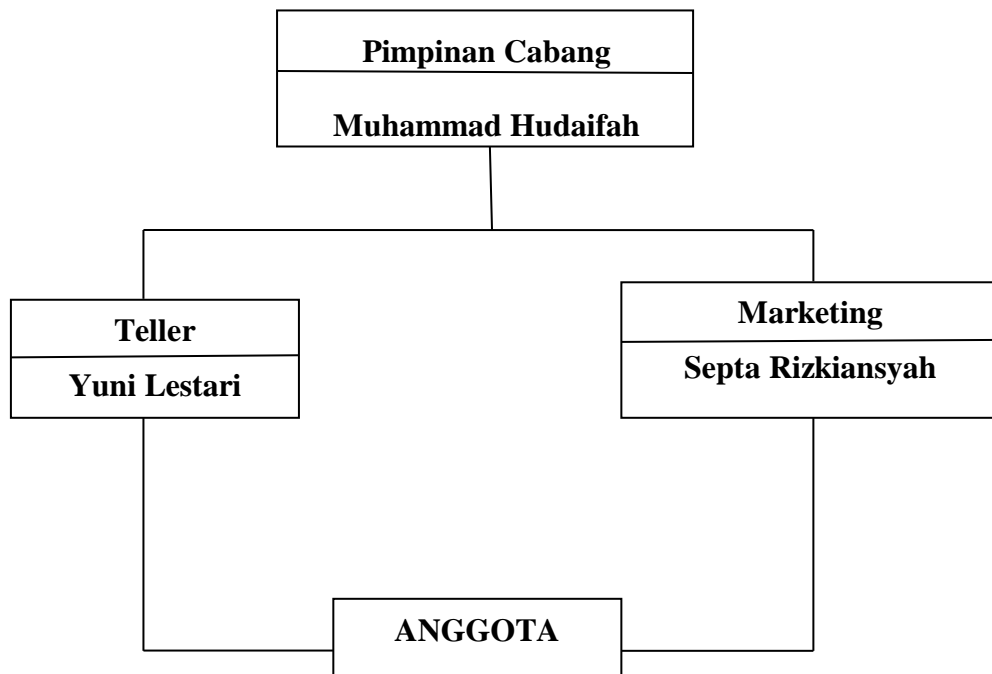 Pimpinan Cabang
Muhammad Hudaifah
Teller
Yuni Lestari
Marketing
Septa Rizkiansyah
ANGGOTA